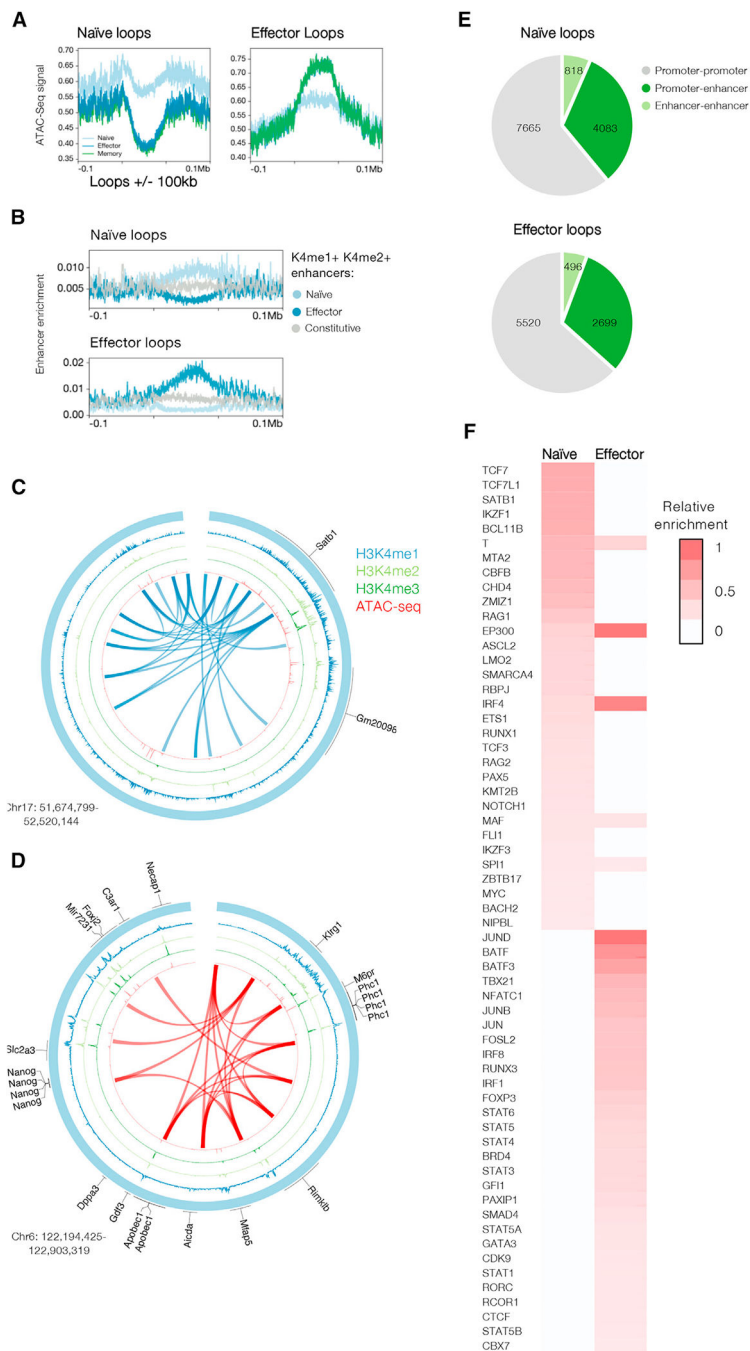 A
Naïve loops
Effector Loops
ATAC-Seq signal
0.70
0.65
0.60
0.55
0.50
0.45
0.40
0.35
Naive
Effector
Memory
-0.1
0.1Mb
Loops +/- 100kb
0.75
0.70
0.65
0.60
0.55
0.50
0.45
0.40
-0.1
0.1Mb
B
Naïve loops
Enhancer enrichment
0.010
0.005
-0.1
0.1Mb
K4me1+ K4me2+
enhancers:
Naïve
Effector
Constitutive
Effector loops
0.02
0.01
0.00
-0.1
0.1Mb
C
Satb1
Gm20098
H3K4me1
H3K4me2
H3K4me3
ATAC-seq
Chr17: 51,674,799-
52,520,144
D
Necap1
C3ar1
Foxj2
Mir7231
Klrg1
M6pr
Phc1
Phc1
Phc1
Phc1
Slc2a3
Nanog
Nanog
Nanog
Nanog
Dppa3
Gdf3
Apobec1
Apobec1
Aicda
Mfap5
Rimklb
Chr6: 122,194,425-
122,903,319
E
Naïve loops
818
7665
4083
Promoter-promoter
Promoter-enhancer
Enhancer-enhancer
Effector loops
496
5520
2699
F
Naïve
Effector
TCF7
TCF7L1
SATB1
IKZF1
BCL11B
T
MTA2
CBFB
CHD4
ZMIZ1
RAG1
EP300
ASCL2
LMO2
SMARCA4
RBPJ
IRF4
ETS1
RUNX1
TCF3
RAG2
PAX5
KMT2B
NOTCH1
MAF
FLI1
IKZF3
SPI1
ZBTB17
MYC
BACH2
NIPBL
JUND
BATF
BATF3
TBX21
NFATC1
JUNB
JUN
FOSL2
IRF8
RUNX3
IRF1
FOXP3
STAT6
STAT5
STAT4
BRD4
STAT3
GFI1
PAXIP1
SMAD4
STAT5A
GATA3
CDK9
STAT1
RORC
RCOR1
CTCF
STAT5B
CBX7
Relative
enrichment
1
0.5
0